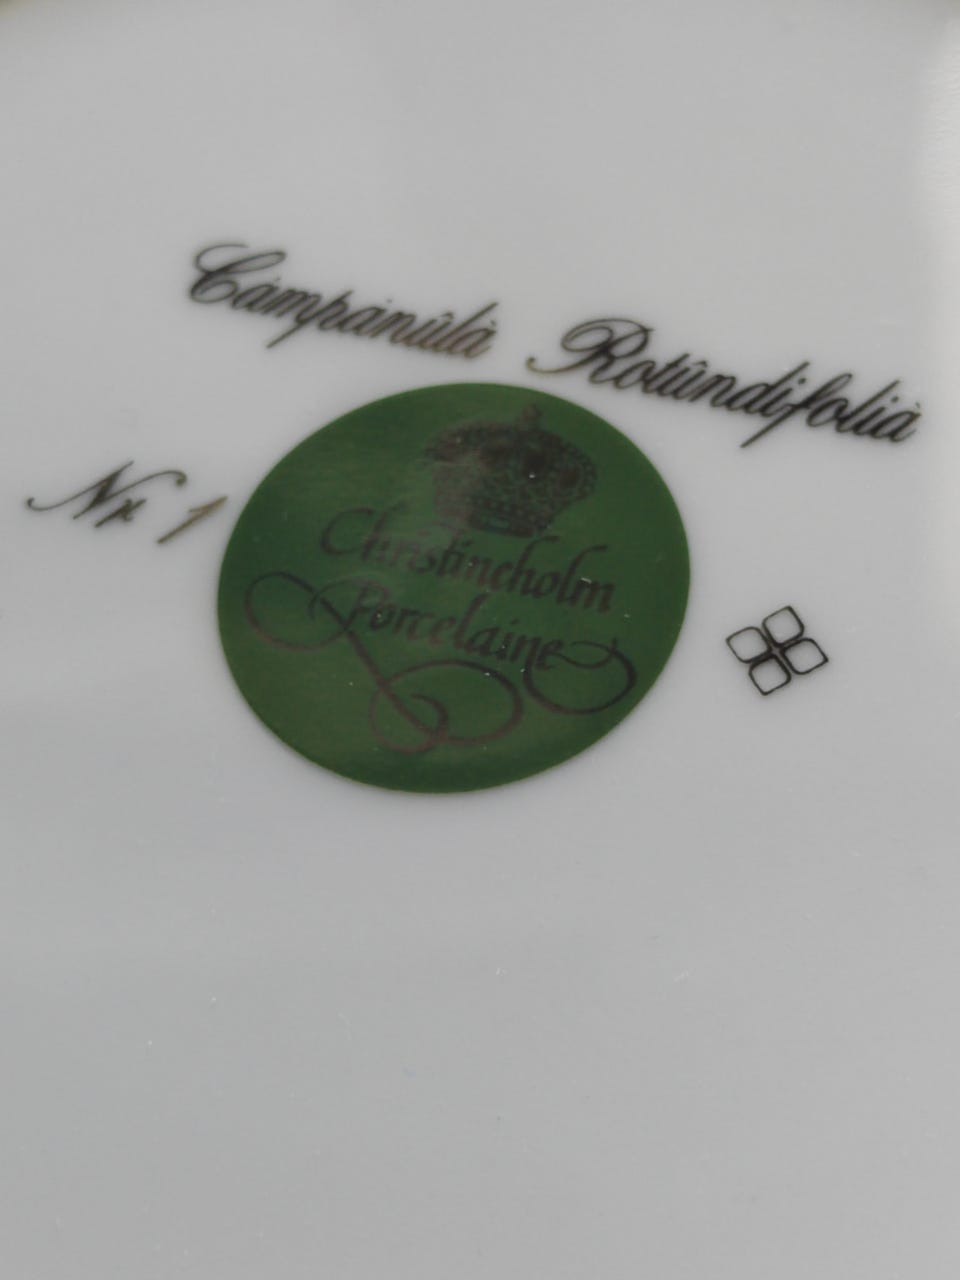 Campanula Rotundifolia
Nr 1
Christineholm
Porcelaine